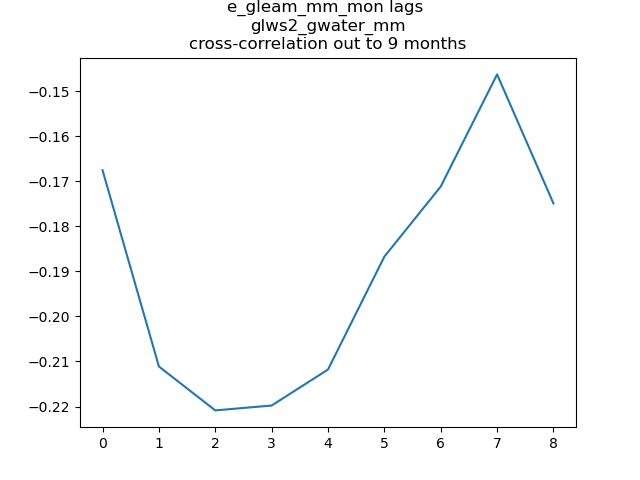 e_gleam_mm_mon lags
glws2_gwater_mm
cross-correlation out to 9 months
−0.15
−0.16
−0.17
−0.18
−0.19
−0.20
−0.21
−0.22
0 1 2 3 4 5 6 7 8